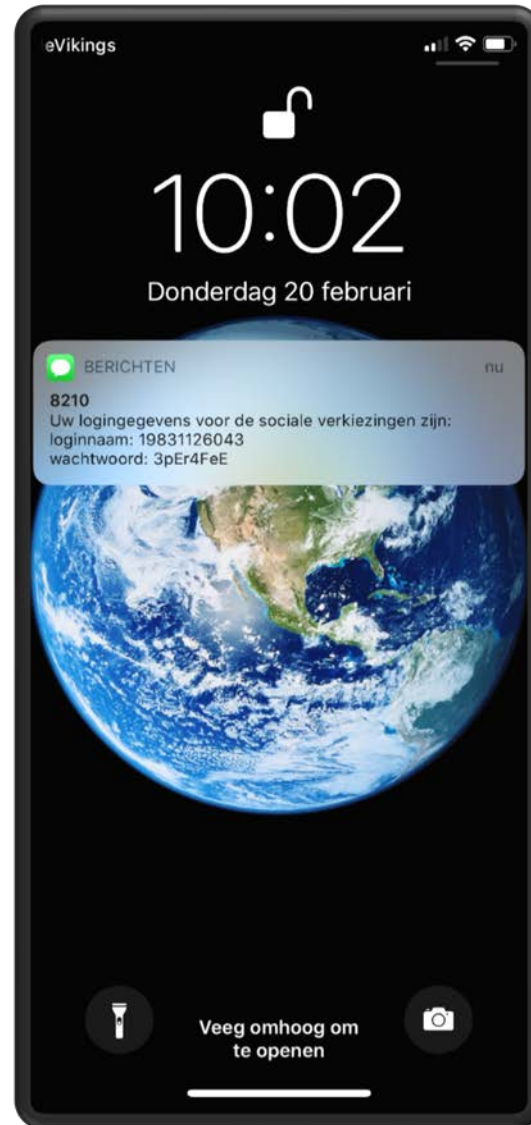 eVikings
10:02
Donderdag 20 februari
BERICHTEN nu
8210
Uw logingegevens voor de sociale verkiezingen zijn:
loginnaam: 19831126043
wachtwoord: 3pEr4FeE
Veeg omhoog om
te openen